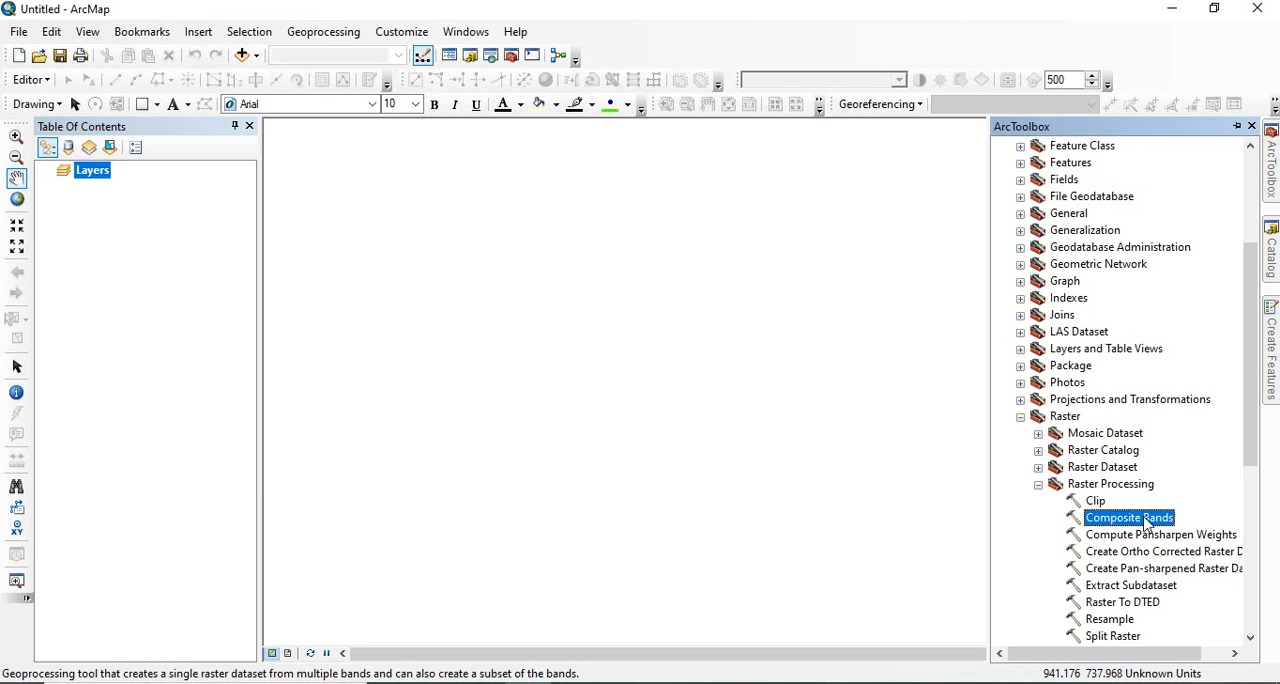 Untitled - ArcMap
File Edit View Bookmarks Insert Selection Geoprocessing Customize Windows Help
Editor 500
Drawing Arial 10 B I U A Georeferencing
Table Of Contents
Layers
ArcToolbox
Feature Class
Features
Fields
File Geodatabase
General
Generalization
Geodatabase Administration
Geometric Network
Graph
Indexes
Joins
LAS Dataset
Layers and Table Views
Package
Photos
Projections and Transformations
Raster
Mosaic Dataset
Raster Catalog
Raster Dataset
Raster Processing
Clip
Composite Bands
Compute Pansharpen Weights
Create Ortho Corrected Raster D
Create Pan-sharpened Raster Da
Extract Subdataset
Raster To DTED
Resample
Split Raster
ArcToolbox
Catalog
Create Features
Geoprocessing tool that creates a single raster dataset from multiple bands and can also create a subset of the bands.
941.176 737.968 Unknown Units